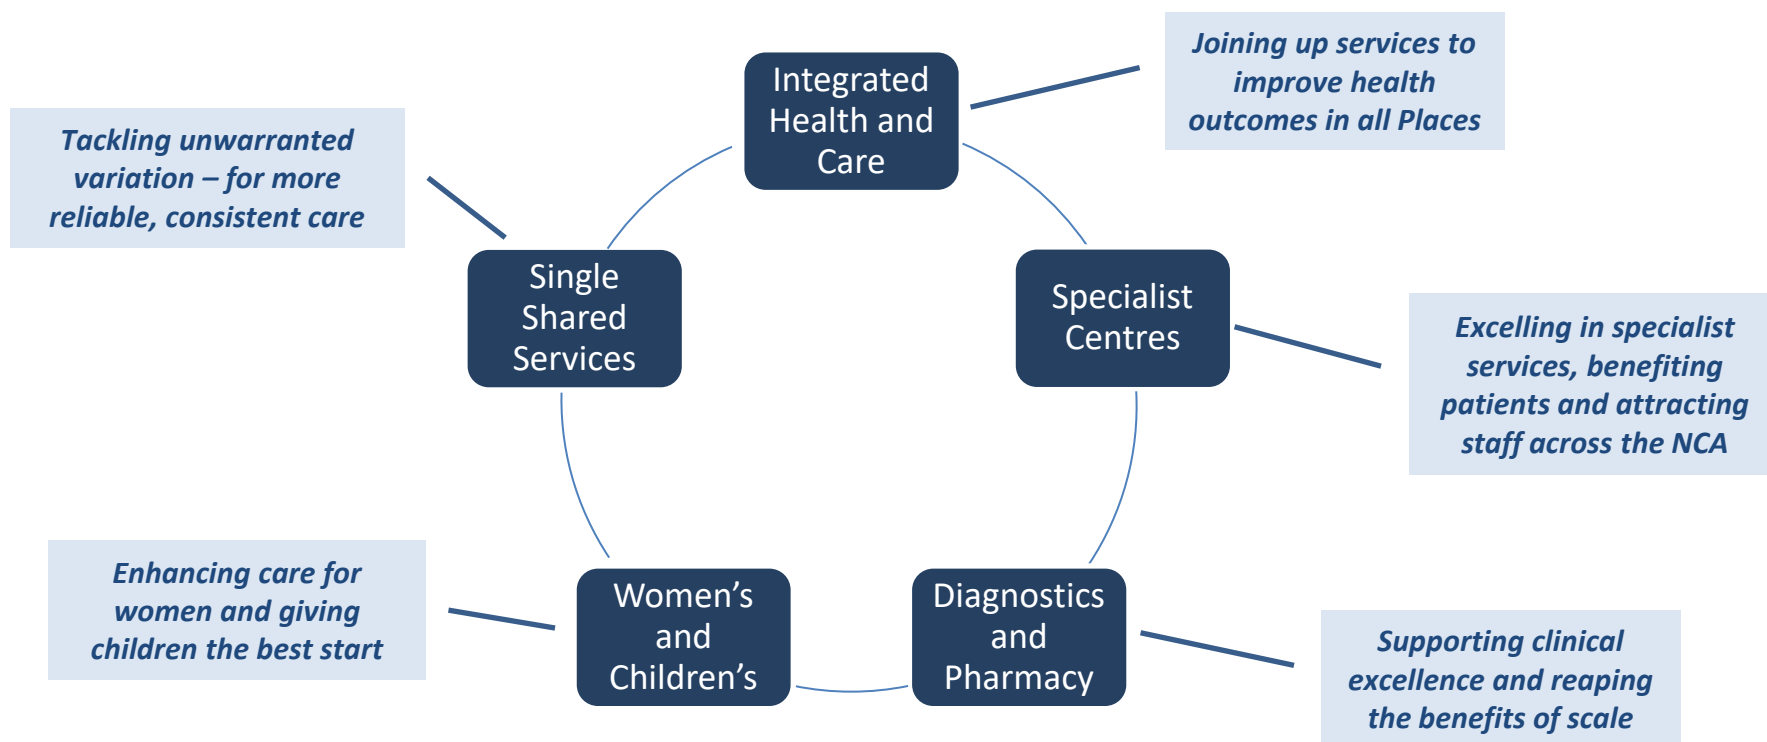 Integrated
Health and
Care
Joining up services to
improve health
outcomes in all Places
Tackling unwarranted
variation – for more
reliable, consistent care
Single
Shared
Services
Specialist
Centres
Excelling in specialist
services, benefiting
patients and attracting
staff across the NCA
Enhancing care for
women and giving
children the best start
Women’s
and
Children’s
Diagnostics
and
Pharmacy
Supporting clinical
excellence and reaping
the benefits of scale